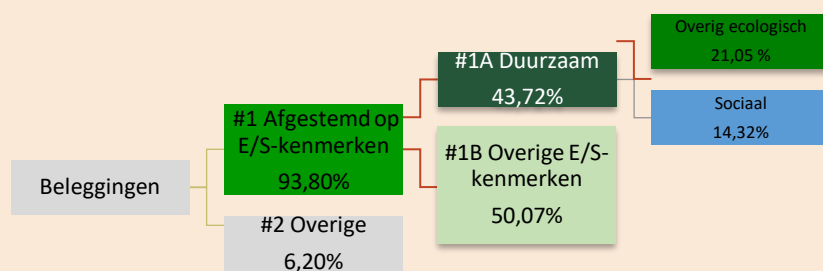 Beleggingen
#1 Afgestemd op
E/S-kenmerken
93,80%
#2 Overige
6,20%
#1A Duurzaam
43,72%
#1B Overige E/S-
kenmerken
50,07%
Overig ecologisch
21,05 %
Sociaal
14,32%